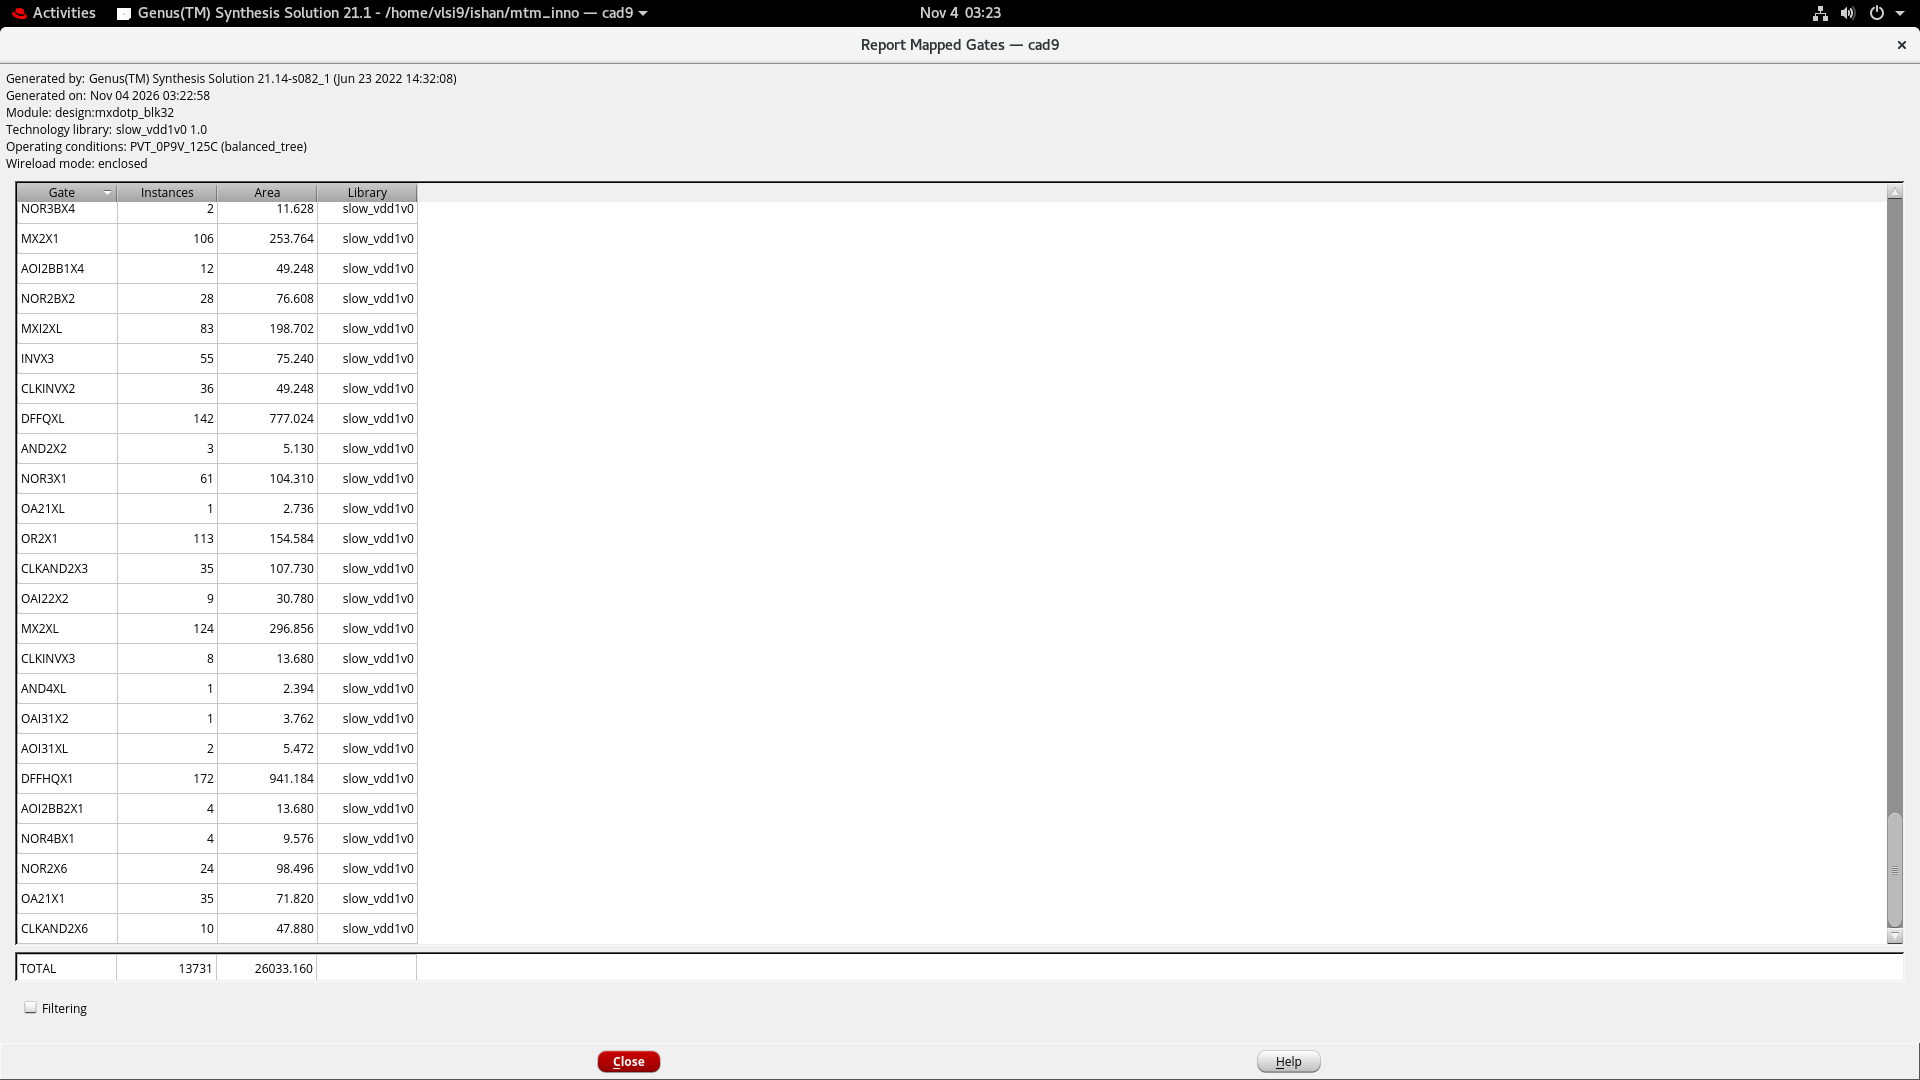 Activities Genus(TM) Synthesis Solution 21.1 - /home/vlsi9/ishan/mtm_inno — cad9 Nov 4 03:23
Report Mapped Gates — cad9
Generated by: Genus(TM) Synthesis Solution 21.14-s082_1 (Jun 23 2022 14:32:08)
Generated on: Nov 04 2026 03:22:58
Module: design:mxdotp_blk32
Technology library: slow_vdd1v0 1.0
Operating conditions: PVT_0P9V_125C (balanced_tree)
Wireload mode: enclosed
Gate Instances Area Library
NOR3BX4 2 11.628 slow_vdd1v0
MX2X1 106 253.764 slow_vdd1v0
AOI2BB1X4 12 49.248 slow_vdd1v0
NOR2BX2 28 76.608 slow_vdd1v0
MXI2XL 83 198.702 slow_vdd1v0
INVX3 55 75.240 slow_vdd1v0
CLKINVX2 36 49.248 slow_vdd1v0
DFFQXL 142 777.024 slow_vdd1v0
AND2X2 3 5.130 slow_vdd1v0
NOR3X1 61 104.310 slow_vdd1v0
OA21XL 1 2.736 slow_vdd1v0
OR2X1 113 154.584 slow_vdd1v0
CLKAND2X3 35 107.730 slow_vdd1v0
OAI22X2 9 30.780 slow_vdd1v0
MX2XL 124 296.856 slow_vdd1v0
CLKINVX3 8 13.680 slow_vdd1v0
AND4XL 1 2.394 slow_vdd1v0
OAI31X2 1 3.762 slow_vdd1v0
AOI31XL 2 5.472 slow_vdd1v0
DFFHQX1 172 941.184 slow_vdd1v0
AOI2BB2X1 4 13.680 slow_vdd1v0
NOR4BX1 4 9.576 slow_vdd1v0
NOR2X6 24 98.496 slow_vdd1v0
OA21X1 35 71.820 slow_vdd1v0
CLKAND2X6 10 47.880 slow_vdd1v0
TOTAL 13731 26033.160
Filtering
Close Help